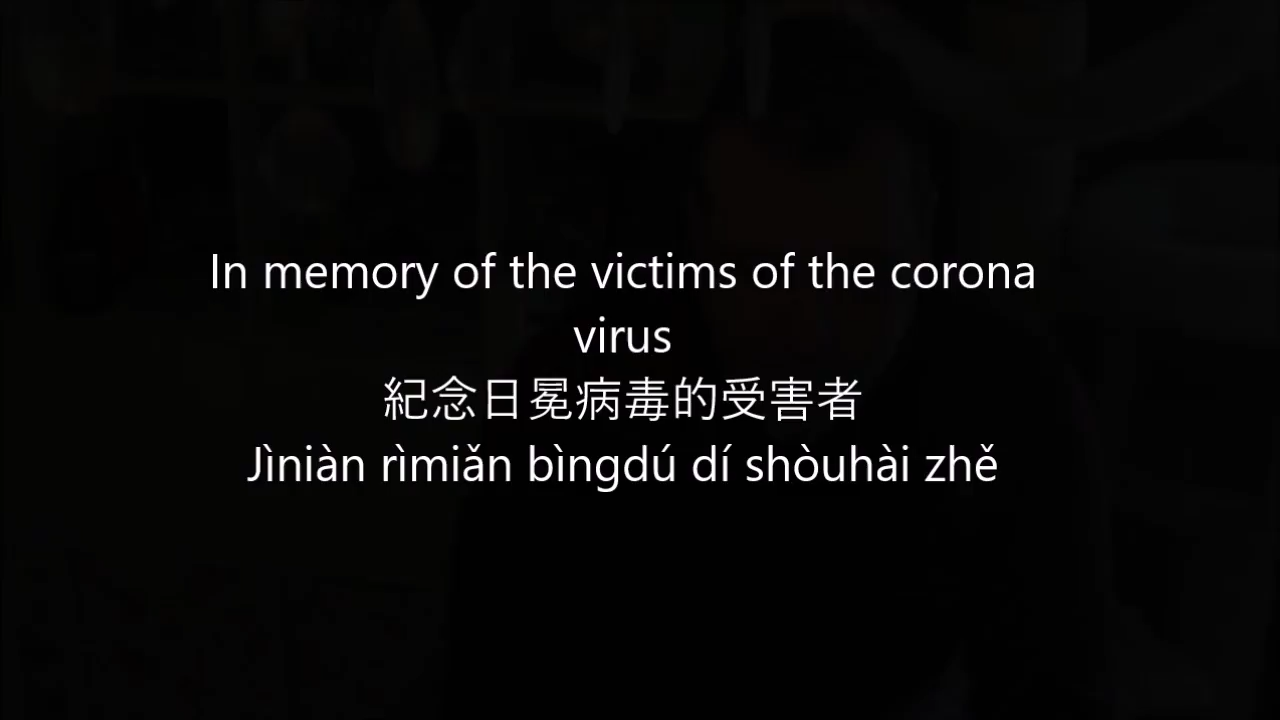 In memory of the victims of the corona
virus
紀念日冕病毒的受害者
Jìniàn rìmiǎn bìngdú dí shòuhài zhě